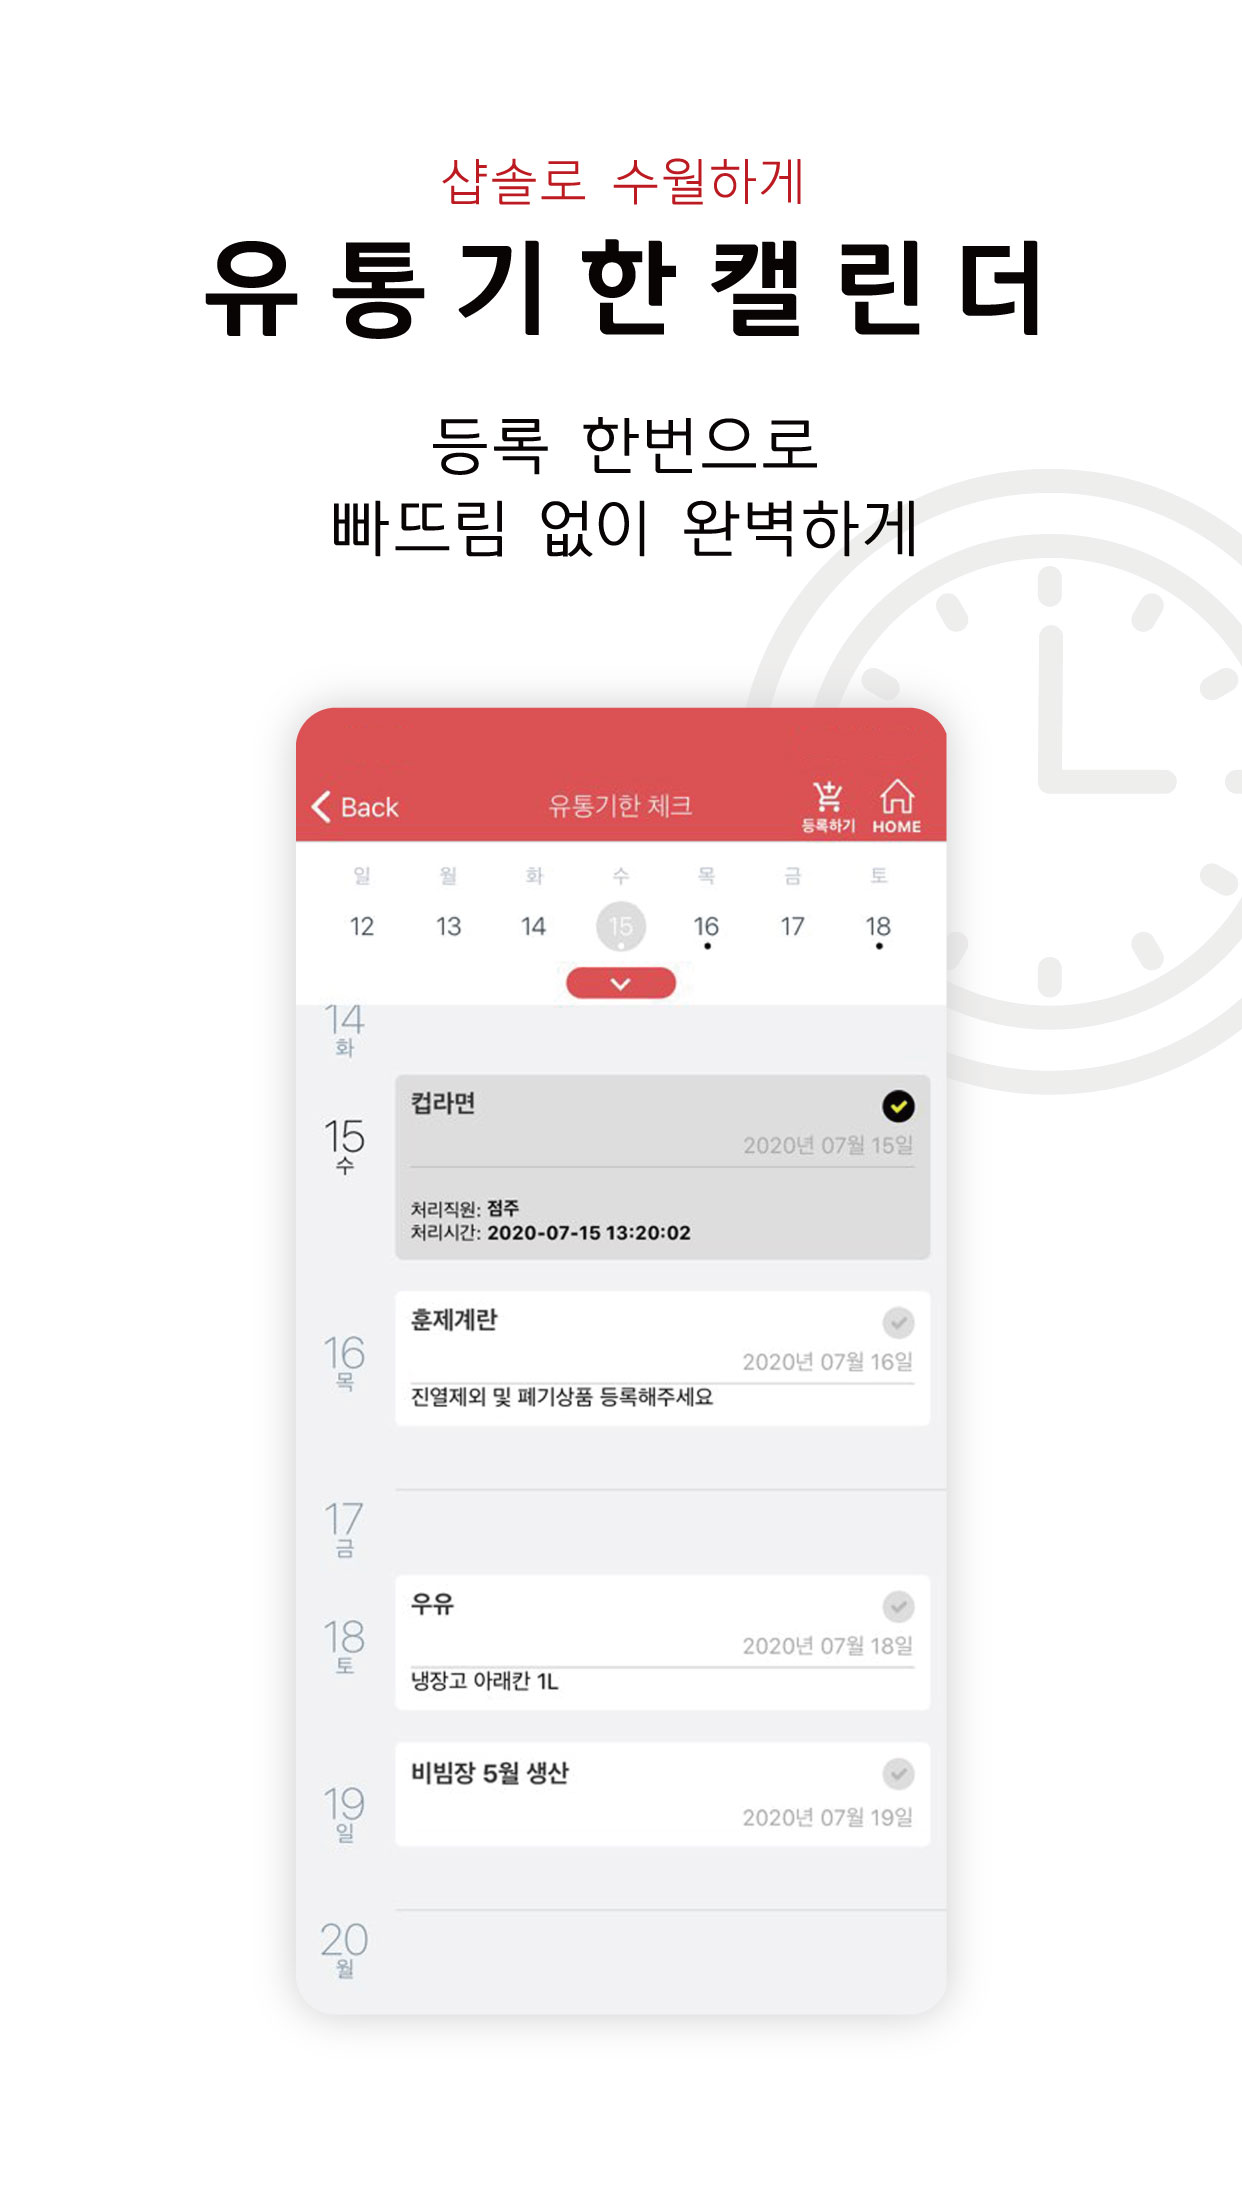 샵솔로 수월하게
유통기한캘린더
등록 한번으로
빠뜨림 없이 완벽하게
Back
유통기한 체크
등록하기
HOME
일 월 화 수 목 금 토
12 13 14 15 16 17 18
14
화
15
수
컵라면
2020년 07월 15일
처리직원: 점주
처리시간: 2020-07-15 13:20:02
16
목
훈제계란
2020년 07월 16일
진열제외 및 폐기상품 등록해주세요
17
금
18
토
우유
2020년 07월 18일
냉장고 아래칸 1L
19
일
비빔장 5월 생산
2020년 07월 19일
20
월